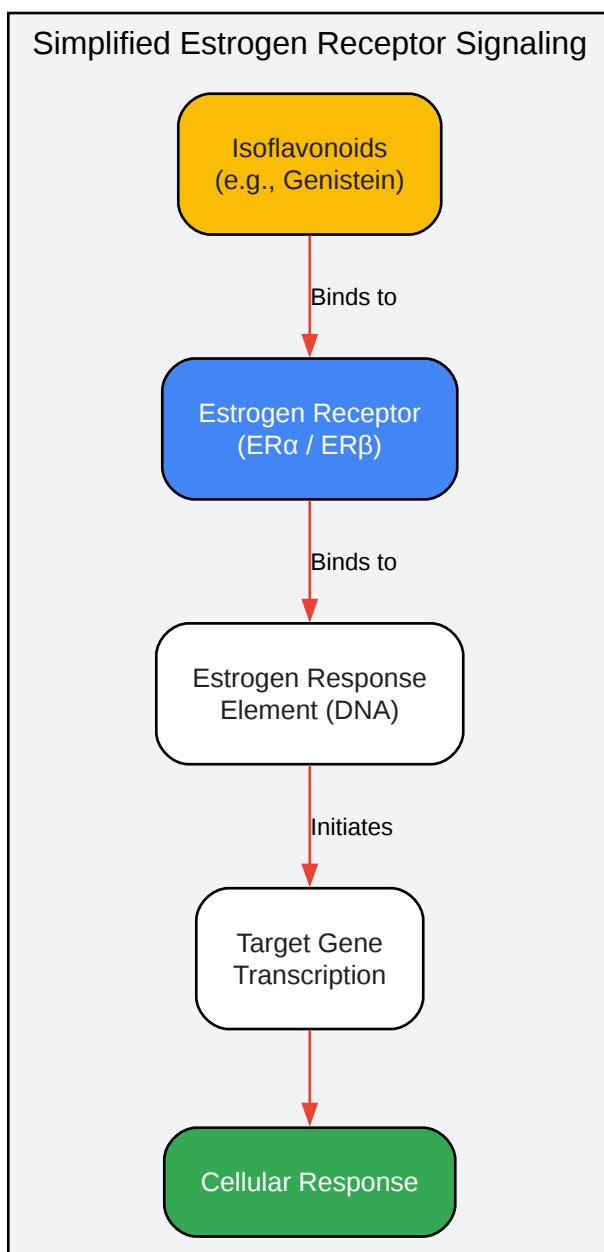 Simplified Estrogen Receptor Signaling
Isoflavonoids
(e.g., Genistein)
Binds to
Estrogen Receptor
(ERα / ERβ)
Binds to
Estrogen Response
Element (DNA)
Initiates
Target Gene
Transcription
Cellular Response